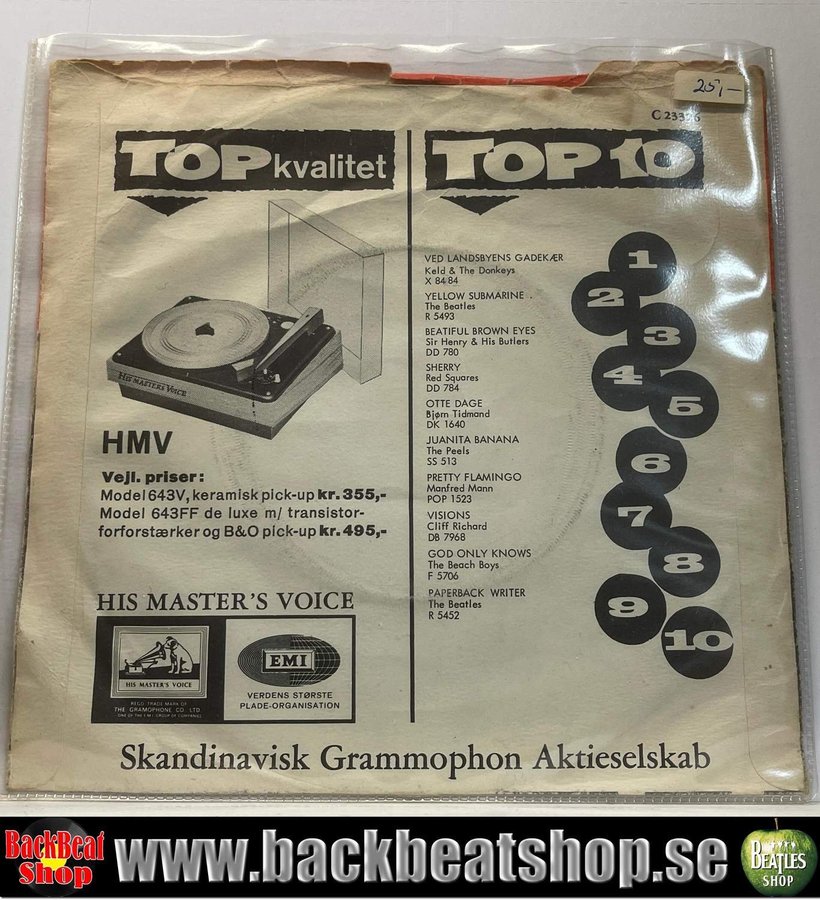 25,-
C 23326
TOP kvalitet
HIS MASTER'S VOICE
HMV
Vejl. priser:
Model 643V, keramisk pick-up kr. 355,-
Model 643FF de luxe m/ transistor-
forforstærker og B&O pick-up kr. 495,-
HIS MASTER'S VOICE
HIS MASTER'S VOICE
REGD. TRADE MARK OF
THE GRAMOPHONE CO. LTD.
EMI
VERDENS STØRSTE
PLADE-ORGANISATION
TOP 10
VED LANDSBYENS GADEKÆR
Keld & The Donkeys
X 8484
YELLOW SUBMARINE .
The Beatles
R 5493
BEATIFUL BROWN EYES
Sir Henry & His Butlers
DD 780
SHERRY
Red Squares
DD 784
OTTE DAGE
Bjørn Tidmand
DK 1640
JUANITA BANANA
The Peels
SS 513
PRETTY FLAMINGO
Manfred Mann
POP 1523
VISIONS
Cliff Richard
DB 7968
GOD ONLY KNOWS
The Beach Boys
F 5706
PAPERBACK WRITER
The Beatles
R 5452
1
2
3
4
5
6
7
8
9
10
Skandinavisk Grammophon Aktieselskab
BackBeat
Shop
www.backbeatshop.se
BEATLES
SHOP